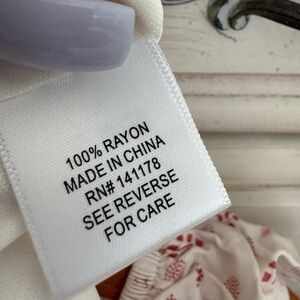 100% RAYON
MADE IN CHINA
RN# 141178
SEE REVERSE
FOR CARE